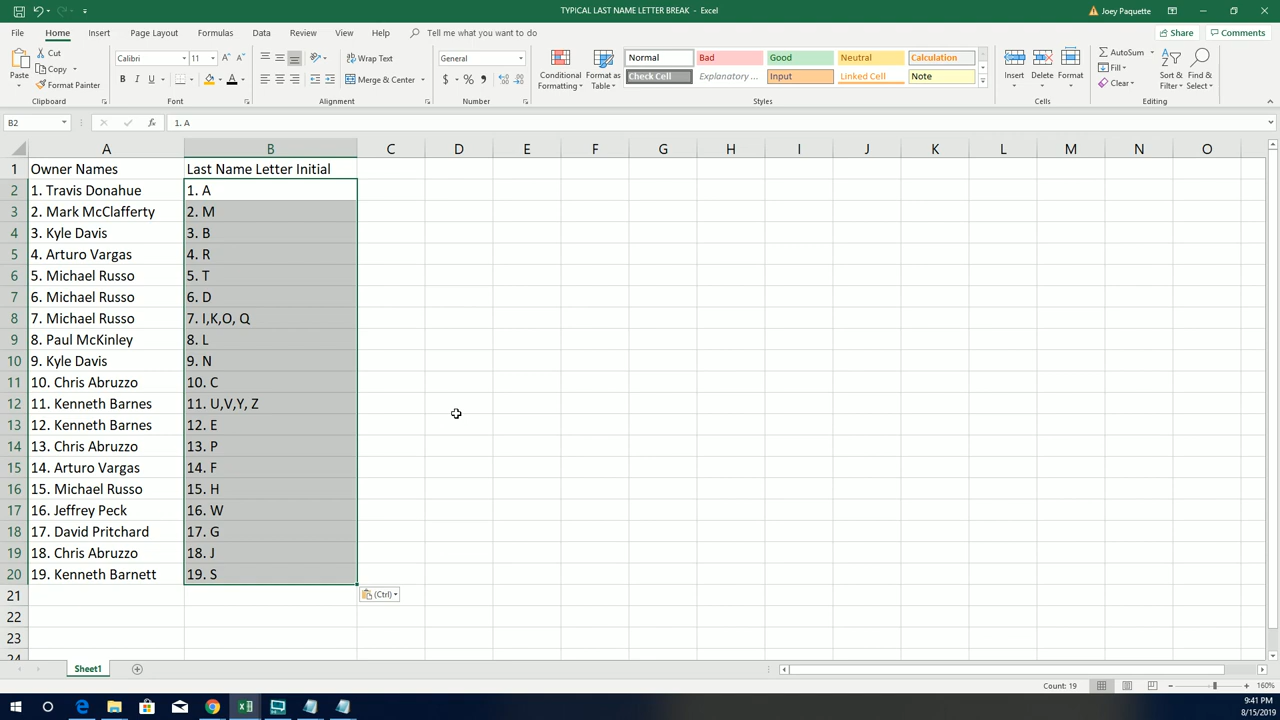 TYPICAL LAST NAME LETTER BREAK - Excel
Joey Paquette
File Home Insert Page Layout Formulas Data Review View Help Tell me what you want to do
Share Comments
Paste
Cut
Copy
Format Painter
Clipboard
Calibri 11
B I U
Font
Wrap Text
Merge & Center
Alignment
General
$ % ,
Number
Conditional Formatting
Format as Table
Normal Bad Good Neutral Calculation
Check Cell Explanatory ... Input Linked Cell Note
Styles
Insert Delete Format
Cells
AutoSum
Fill
Clear
Sort & Filter
Find & Select
Editing
B2 fx 1. A
A B C D E F G H I J K L M N O
1 Owner Names Last Name Letter Initial
2 1. Travis Donahue 1. A
3 2. Mark McClafferty 2. M
4 3. Kyle Davis 3. B
5 4. Arturo Vargas 4. R
6 5. Michael Russo 5. T
7 6. Michael Russo 6. D
8 7. Michael Russo 7. I,K,O, Q
9 8. Paul McKinley 8. L
10 9. Kyle Davis 9. N
11 10. Chris Abruzzo 10. C
12 11. Kenneth Barnes 11. U,V,Y, Z
13 12. Kenneth Barnes 12. E
14 13. Chris Abruzzo 13. P
15 14. Arturo Vargas 14. F
16 15. Michael Russo 15. H
17 16. Jeffrey Peck 16. W
18 17. David Pritchard 17. G
19 18. Chris Abruzzo 18. J
20 19. Kenneth Barnett 19. S
21 (Ctrl)
22
23
24
Sheet1
Count: 19 160%
9:41 PM
8/15/2019